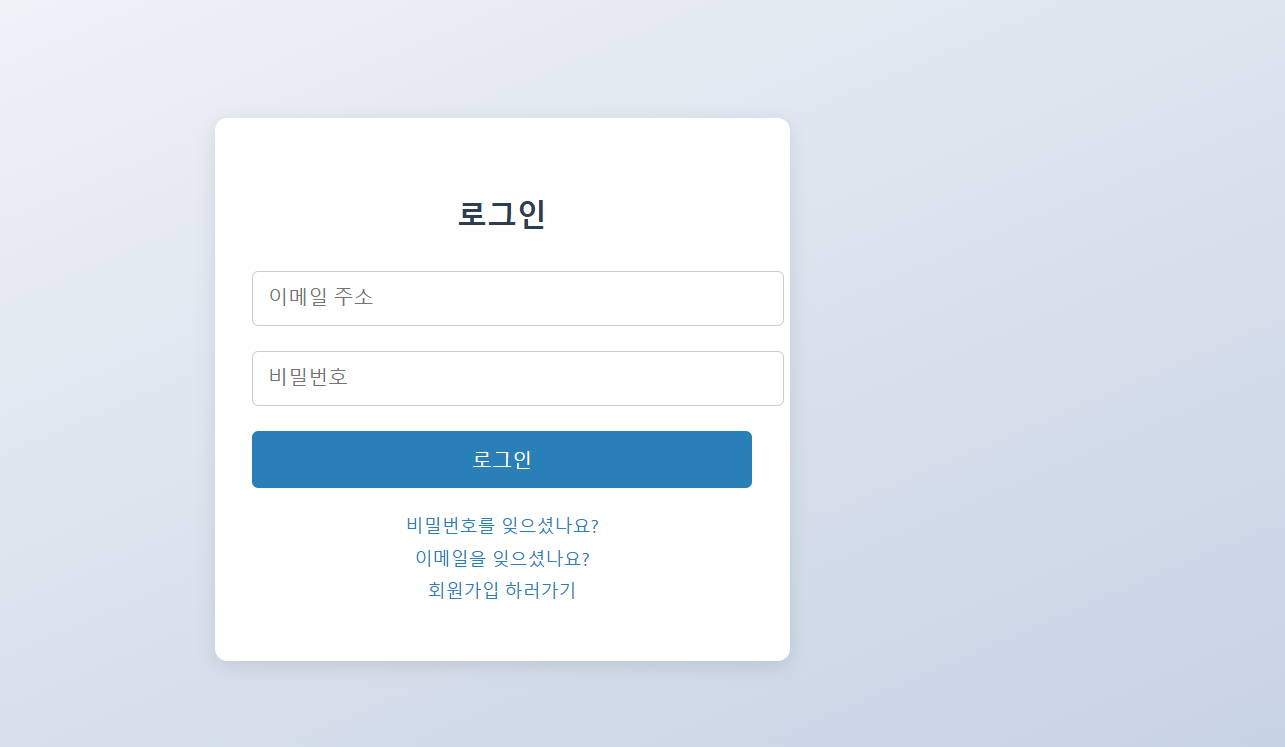 로그인
이메일 주소
비밀번호
로그인
비밀번호를 잊으셨나요?
이메일을 잊으셨나요?
회원가입 하러가기